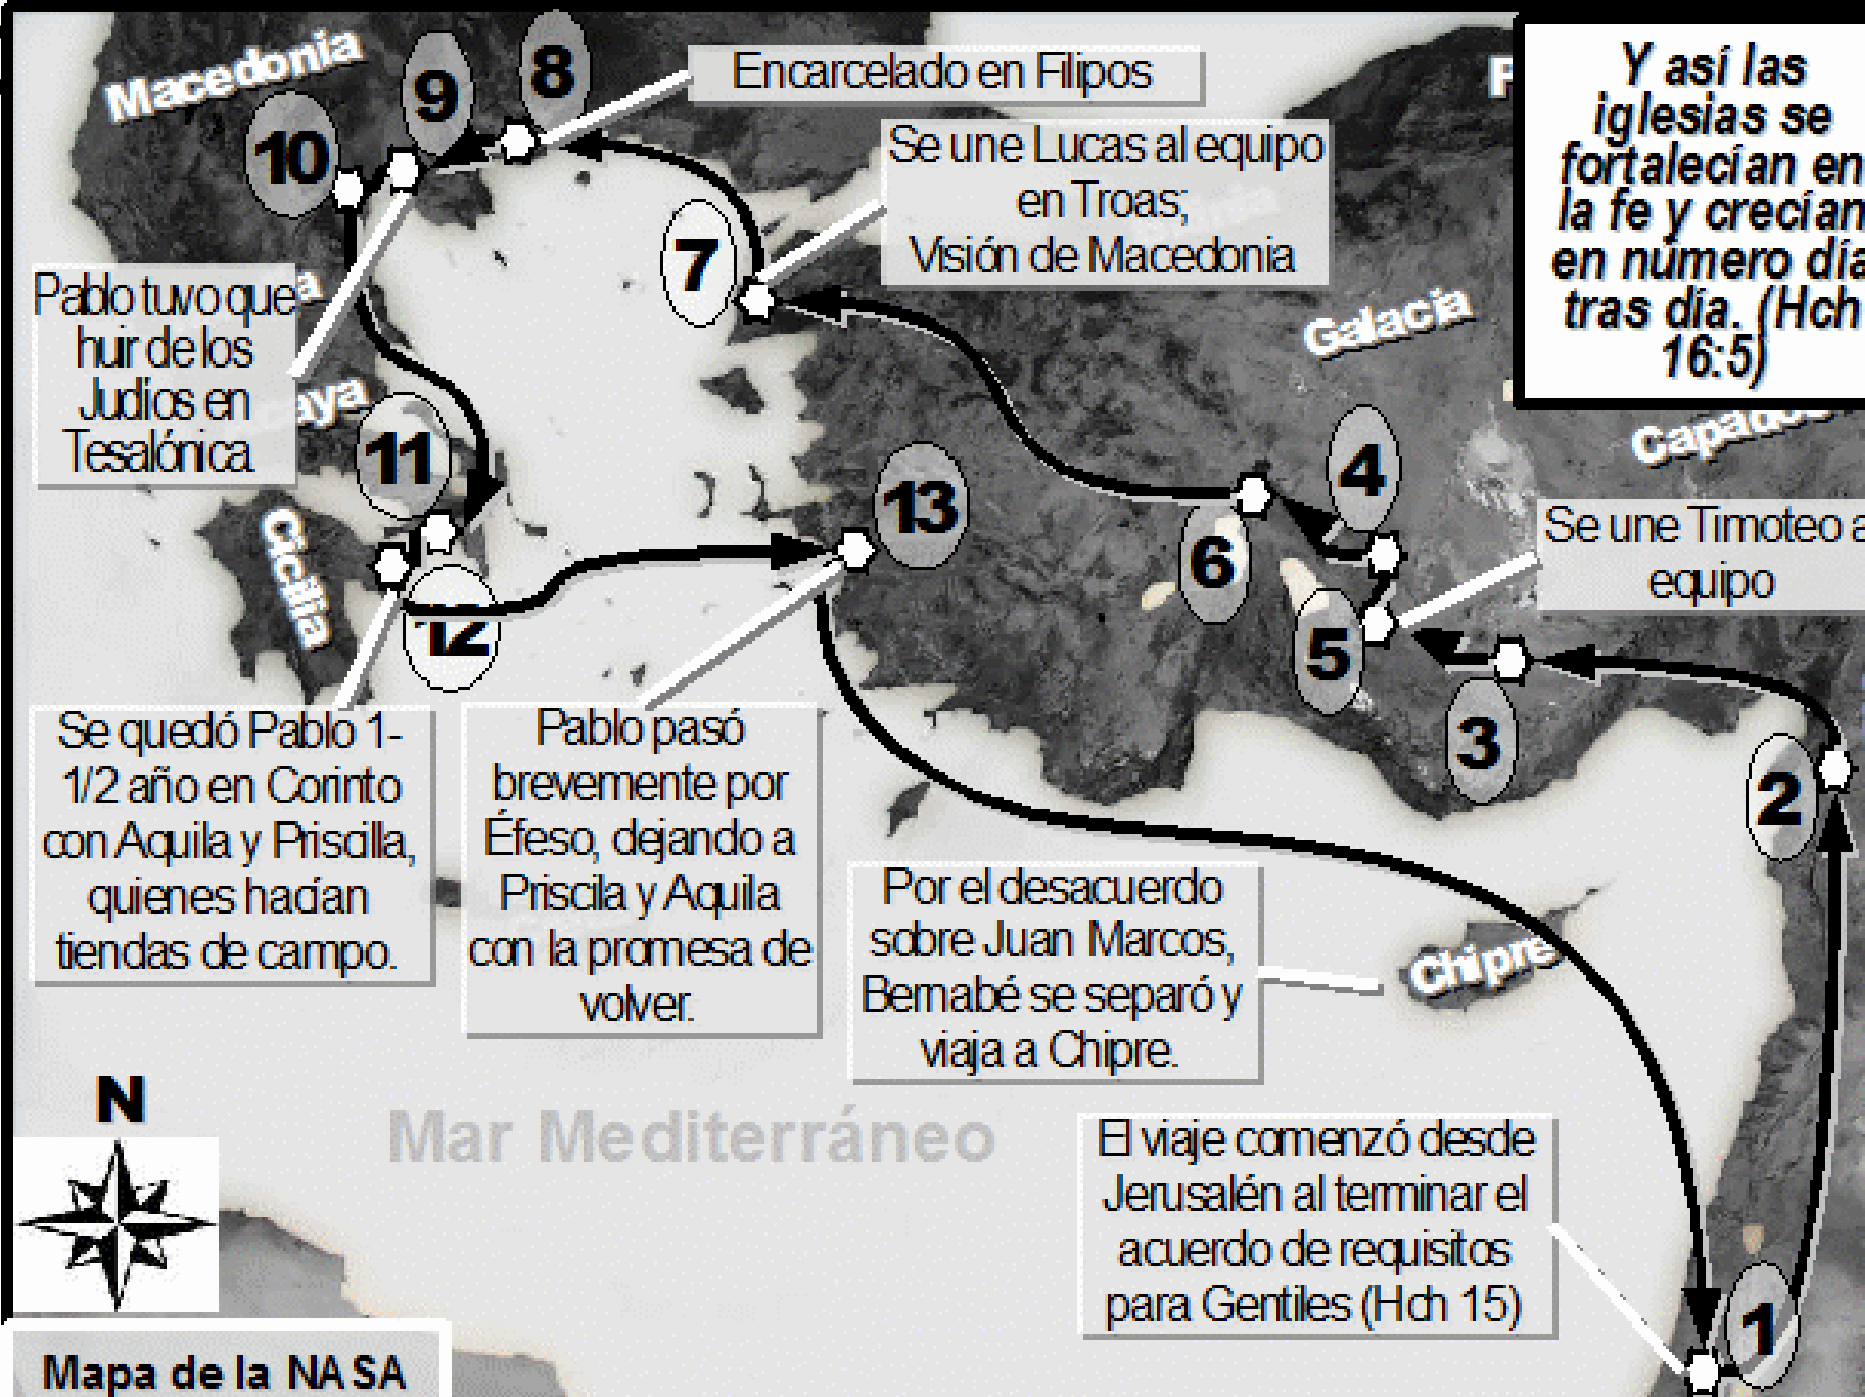 Macedonia
8
9
10
Encarcelado en Filipos
Se une Lucas al equipo
en Troas;
Visión de Macedonia
7
Y así las
iglesias se
fortalecían en
la fe y crecían
en número día
tras día. (Hch
16:5)
Pablo tuvo que
huir de los
Judios en
Tesalónica
Galacia
4
11
13
6
5
3
2
Se une Timoteo a
equipo
Cicilia
12
Se quedó Pablo 1-
1/2 año en Corinto
con Aquila y Priscilla,
quienes hacían
tiendas de campo.
Pablo pasó
brevemente por
Éfeso, dejando a
Priscila y Aquila
con la promesa de
volver.
Por el desacuerdo
sobre Juan Marcos,
Bernabé se separó y
viaja a Chipre.
Chipre
N
Mar Mediterráneo
El viaje comenzó desde
Jerusalén al terminar el
acuerdo de requisitos
para Gentiles (Hch 15)
1
Mapa de la NASA